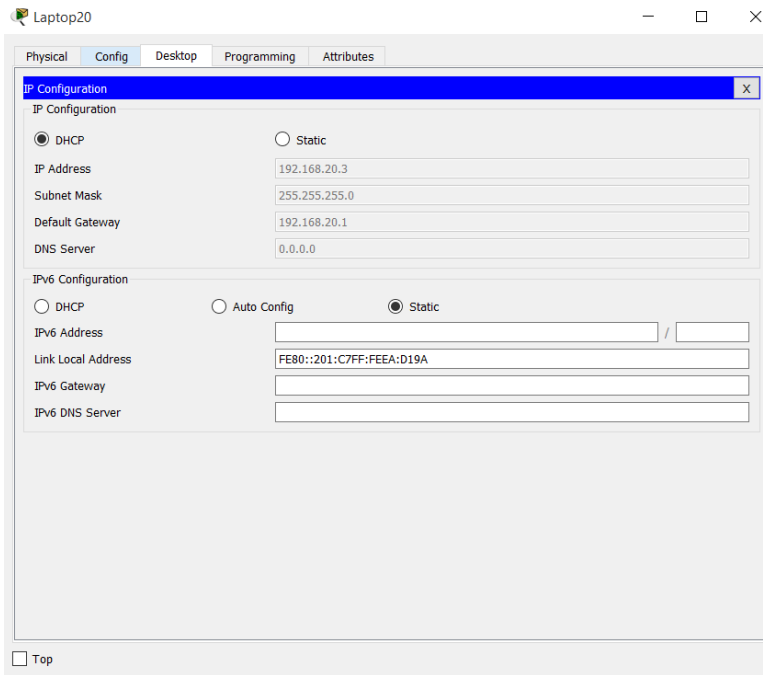 Laptop20
Physical Config Desktop Programming Attributes
IP Configuration X
IP Configuration
DHCP Static
IP Address 192.168.20.3
Subnet Mask 255.255.255.0
Default Gateway 192.168.20.1
DNS Server 0.0.0.0
IPv6 Configuration
DHCP Auto Config Static
IPv6 Address /
Link Local Address FE80::201:C7FF:FEEA:D19A
IPv6 Gateway
IPv6 DNS Server
Top